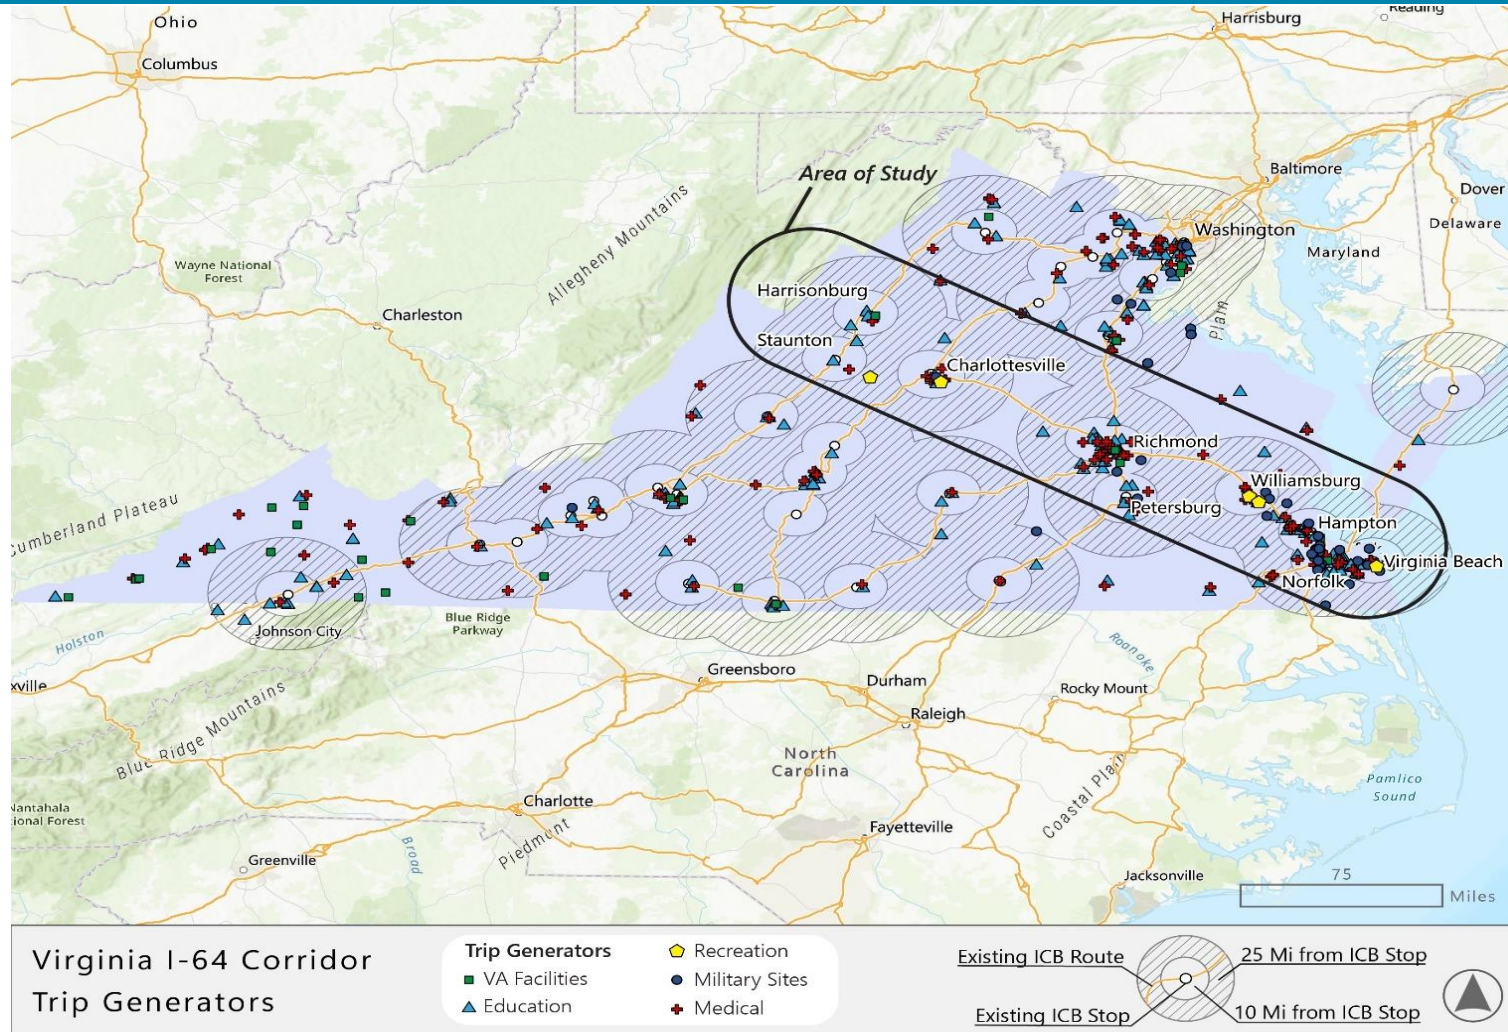 Ohio
Columbus
Harrisburg
Reading
Baltimore
Dover
Delaware
Washington
Maryland
Area of Study
Allegheny Mountains
Wayne National
Forest
Charleston
Harrisonburg
Staunton
Charlottesville
Plain
Richmond
Williamsburg
Petersburg
Hampton
Virginia Beach
Norfolk
Cumberland Plateau
Holston
Johnson City
Blue Ridge
Parkway
Roanoke
xville
Blue Ridge Mountains
Greensboro
Durham
Raleigh
Rocky Mount
North
Carolina
Nantahala
ional Forest
Charlotte
Piedmont
Greenville
Broad
Fayetteville
Coastal Plain
Pamlico
Sound
Jacksonville
75
Miles
Virginia I-64 Corridor
Trip Generators
Trip Generators
VA Facilities
Education
Recreation
Military Sites
Medical
Existing ICB Route
25 Mi from ICB Stop
Existing ICB Stop
10 Mi from ICB Stop